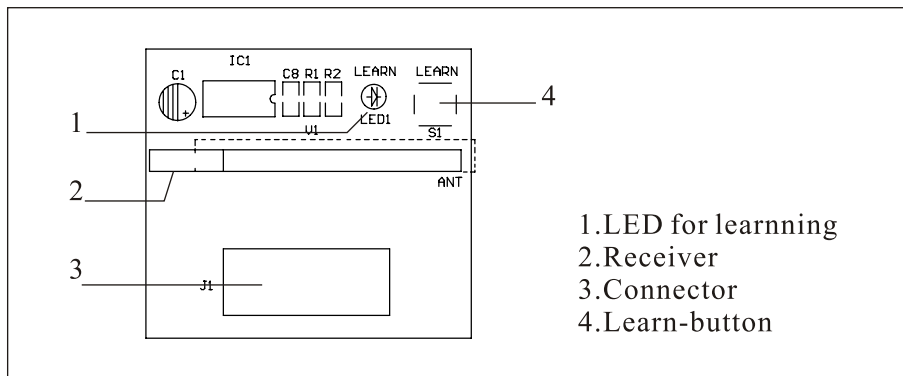 IC1
C1
C8 R1 R2
LEARN
LEARN
4
1
LED1
U1
S1
2
ANT
3
J1
1.LED for learnning
2.Receiver
3.Connector
4.Learn-button